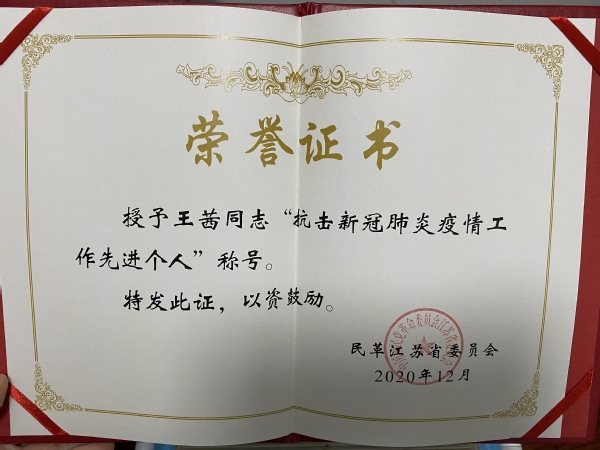 荣誉证书
授予王茜同志“抗击新冠肺炎疫情工
作先进个人”称号。
特发此证，以资鼓励。
民革江苏省委员会
2020年12月